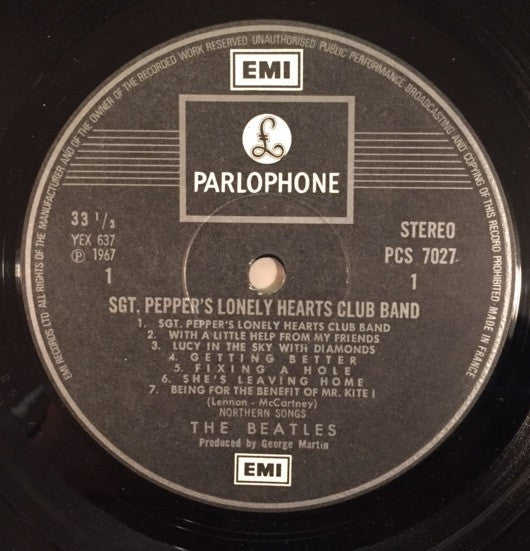 EMI RECORDS LTD ALL RIGHTS OF THE MANUFACTURER AND OF THE OWNER OF THE RECORDED WORK RESERVED · UNAUTHORISED PUBLIC PERFORMANCE BROADCASTING AND COPYING OF THIS RECORD PROHIBITED · MADE IN FRANCE.
EMI
£
PARLOPHONE
33 1/3
YEX 637
Ⓟ 1967
1
STEREO
PCS 7027
1
SGT. PEPPER'S LONELY HEARTS CLUB BAND
1. SGT. PEPPER'S LONELY HEARTS CLUB BAND
2. WITH A LITTLE HELP FROM MY FRIENDS
3. LUCY IN THE SKY WITH DIAMONDS
4. GETTING BETTER
5. FIXING A HOLE
6. SHE'S LEAVING HOME
7. BEING FOR THE BENEFIT OF MR. KITE !
(Lennon - McCartney)
NORTHERN SONGS
THE BEATLES
Produced by George Martin
EMI